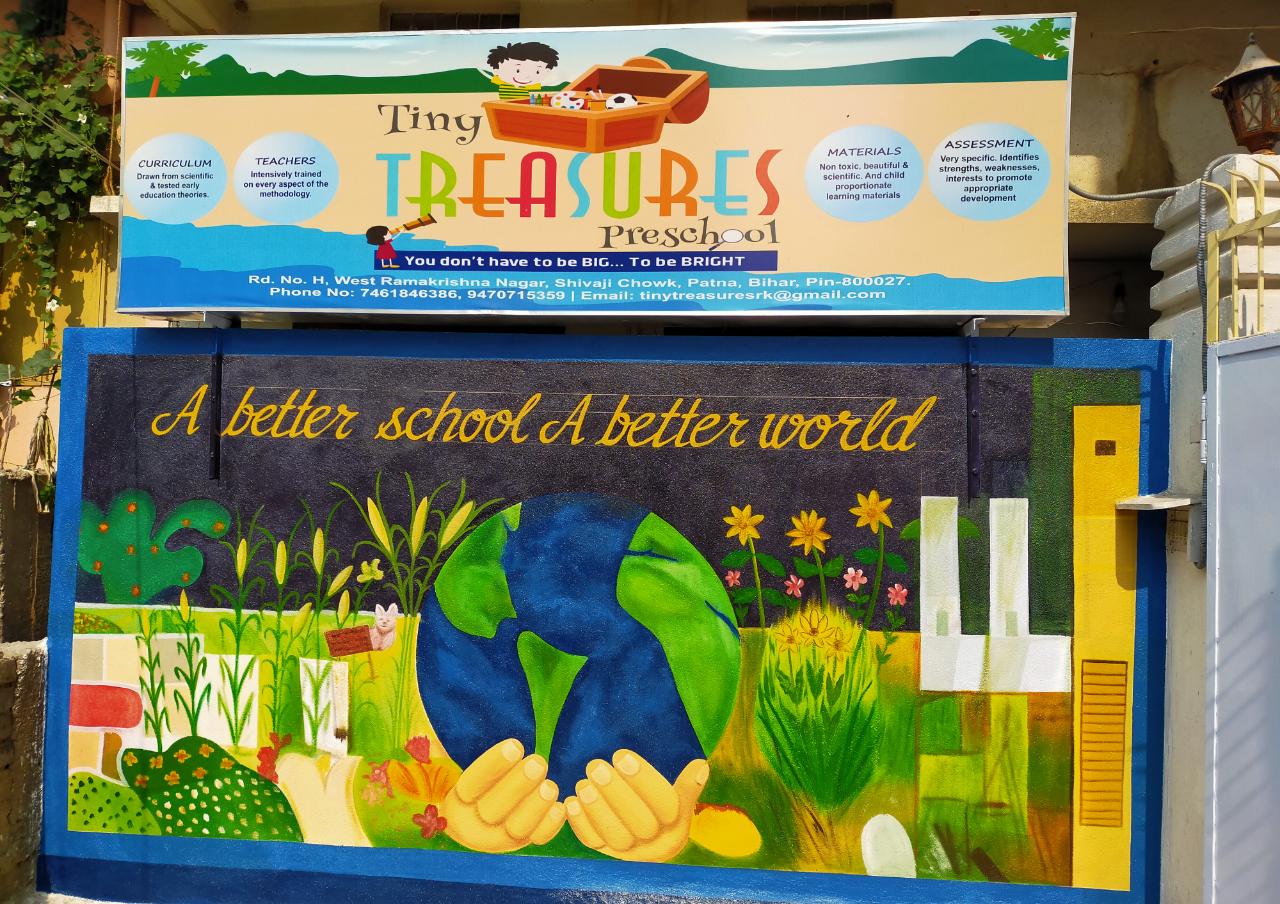 Tiny
TREASURES
Preschool
CURRICULUM
Drawn from scientific
& tested early
education theories.
TEACHERS
Intensively trained
on every aspect of the
methodology.
MATERIALS
Non toxic, beautiful &
scientific. And child
proportionate
learning materials
ASSESSMENT
Very specific. Identifies
strengths, weaknesses,
interests to promote
appropriate
development
You don't have to be BIG... To be BRIGHT
Rd. No. H, West Ramakrishna Nagar, Shivaji Chowk, Patna, Bihar, Pin-800027.
Phone No: 7461846386, 9470715359 | Email: tinytreasuresrk@gmail.com
A better school A better world